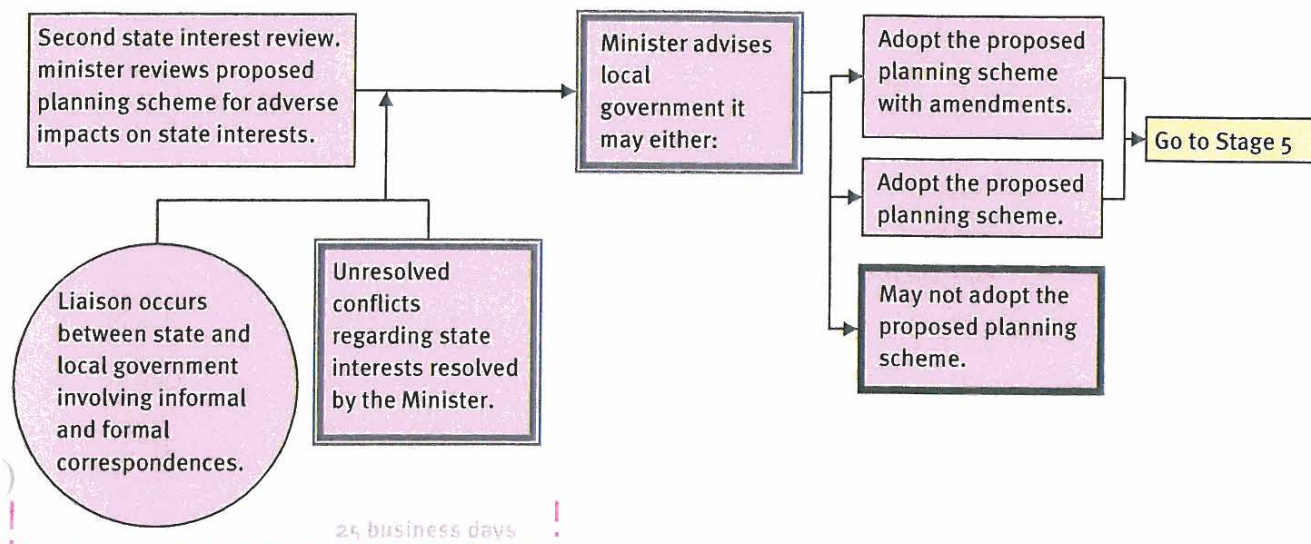 Second state interest review.
minister reviews proposed
planning scheme for adverse
impacts on state interests.
Minister advises
local
government it
may either:
Adopt the proposed
planning scheme
with amendments.
Go to Stage 5
Adopt the proposed
planning scheme.
May not adopt the
proposed planning
scheme.
Liaison occurs
between state and
local government
involving informal
and formal
correspondences.
Unresolved
conflicts
regarding state
interests resolved
by the Minister.
25 business days